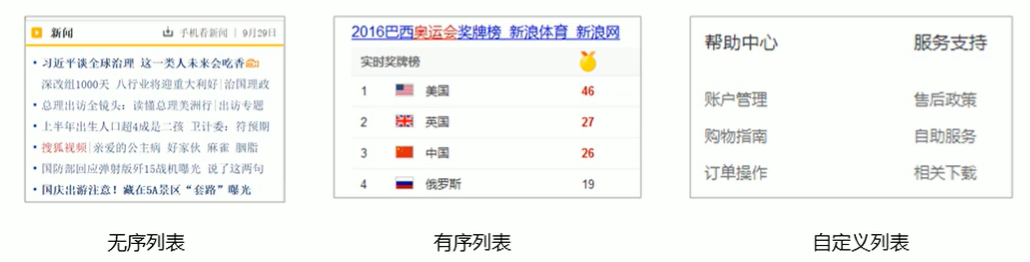 新闻
手机看新闻 | 9月29日
习近平谈全球治理 这一类人未来会吃香
深改组1000天 八行业将迎重大利好|治国理政
总理出访全镜头：读懂总理美洲行|出访专题
上半年出生人口超4成是二孩 卫计委：符预期
搜狐视频|亲爱的公主病 好家伙 麻雀 胭脂
国防部回应弹射版歼15战机曝光 说了这两句
国庆出游注意！藏在5A景区“套路”曝光
无序列表
2016巴西奥运会奖牌榜_新浪体育_新浪网
实时奖牌榜
1 美国 46
2 英国 27
3 中国 26
4 俄罗斯 19
有序列表
帮助中心 服务支持
账户管理 售后政策
购物指南 自助服务
订单操作 相关下载
自定义列表